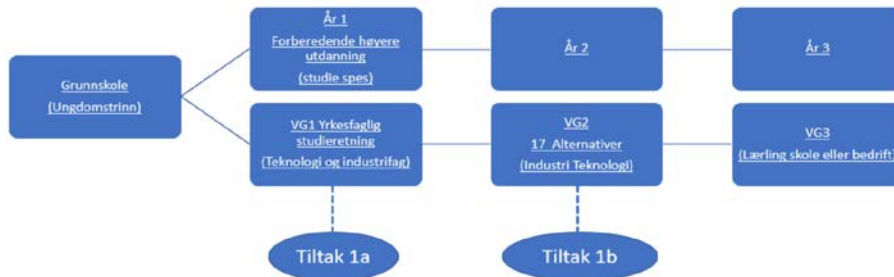 Grunnskole
(Ungdomstrinn)
År 1
Forberedende høyere
utdanning
(studie spes)
År 2
År 3
VG1 Yrkesfaglig
studieretning
(Teknologi og industrifag)
VG2
17 Alternativer
(Industri Teknologi)
VG3
(Lærling skole eller bedrift)
Tiltak 1a
Tiltak 1b